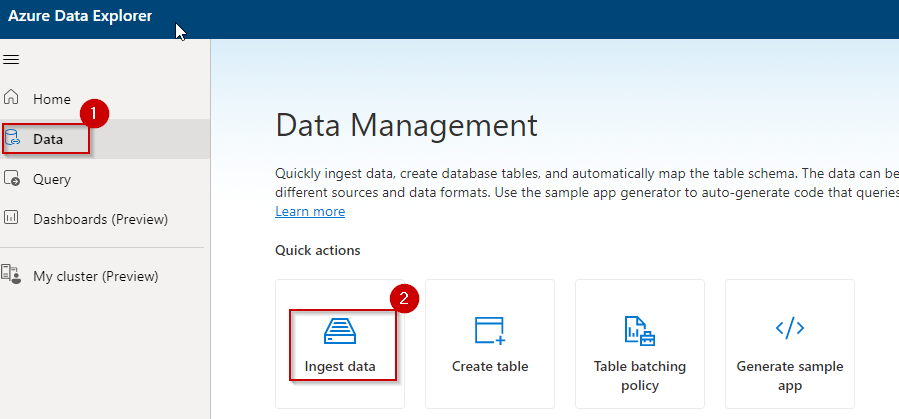 Azure Data Explorer
Home
1
Data
Query
Dashboards (Preview)
My cluster (Preview)
Data Management
Quickly ingest data, create database tables, and automatically map the table schema. The data can be
different sources and data formats. Use the sample app generator to auto-generate code that queries
Learn more
Quick actions
2
Ingest data
Create table
Table batching
policy
Generate sample
app